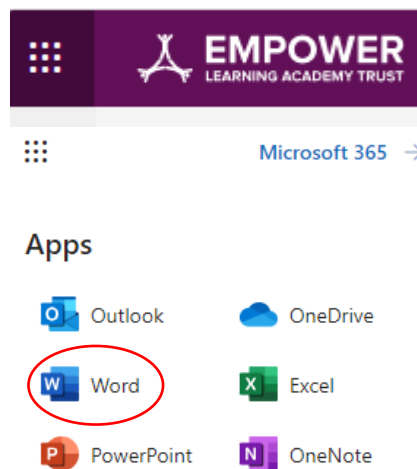 EMPOWER
LEARNING ACADEMY TRUST
Microsoft 365 →
Apps
Outlook OneDrive
Word Excel
PowerPoint OneNote